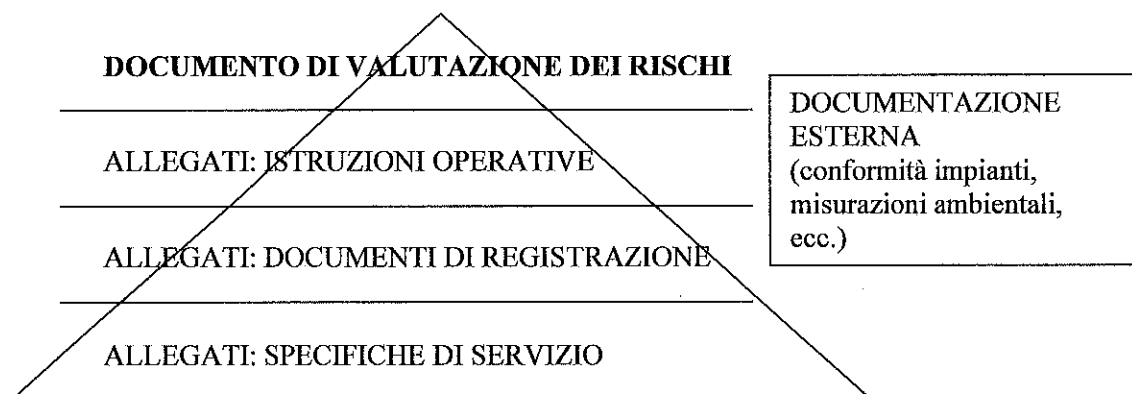 DOCUMENTO DI VALUTAZIONE DEI RISCHI
ALLEGATI: ISTRUZIONI OPERATIVE
ALLEGATI: DOCUMENTI DI REGISTRAZIONE
ALLEGATI: SPECIFICHE DI SERVIZIO
DOCUMENTAZIONE
ESTERNA
(conformità impianti,
misurazioni ambientali,
ecc.)